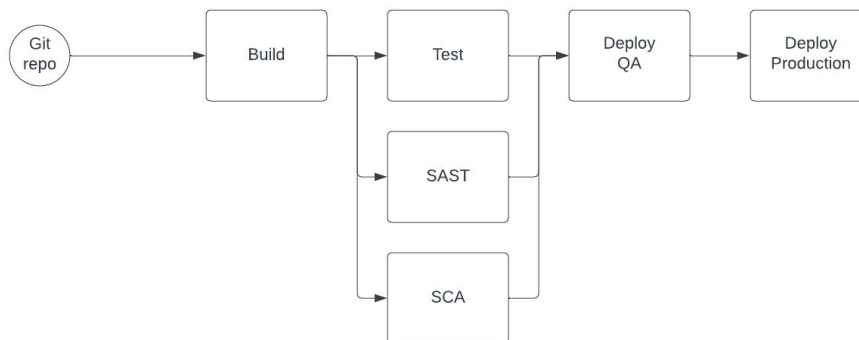 Git
repo
Build
Test
Deploy
QA
Deploy
Production
SAST
SCA